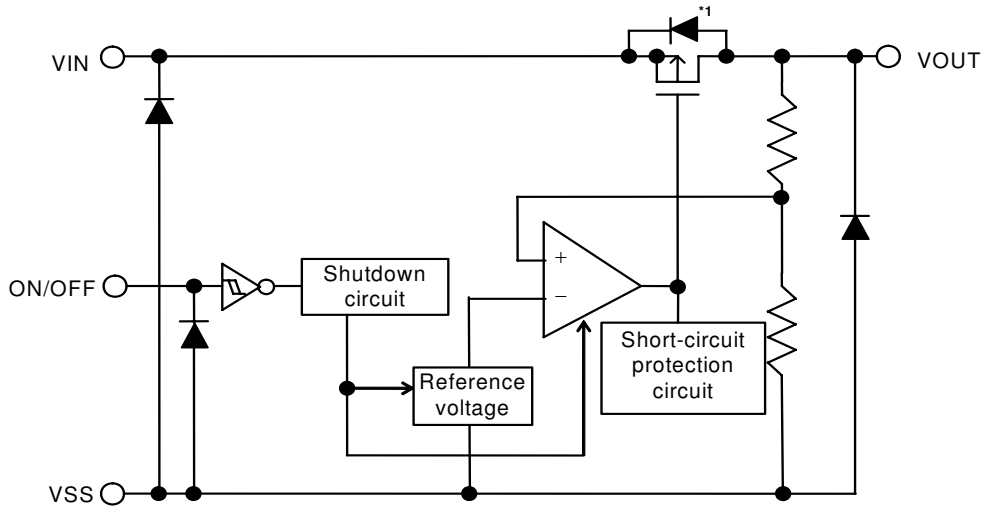 *1
VIN
VOUT
ON/OFF
Shutdown
circuit
+
−
Short-circuit
protection
circuit
Reference
voltage
VSS